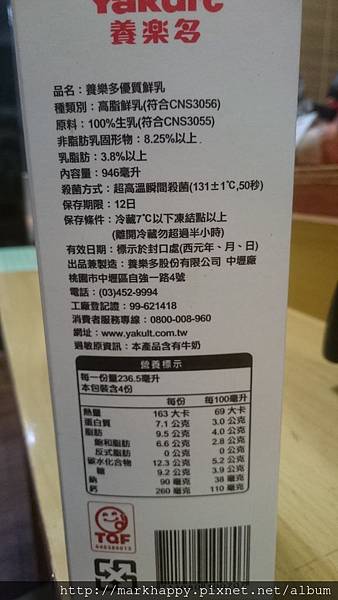 Yakult
養樂多
品名：養樂多優質鮮乳
種類別：高脂鮮乳(符合CNS3056)
原料：100%生乳(符合CNS3055)
非脂肪乳固形物：8.25%以上
乳脂肪：3.8%以上
內容量：946毫升
殺菌方式：超高溫瞬間殺菌(131±1℃,50秒)
保存期限：12日
保存條件：冷藏7℃以下凍結點以上
(離開冷藏勿超過半小時)
有效日期：標示於封口處(西元年、月、日)
出品兼製造：養樂多股份有限公司 中壢廠
桃園市中壢區自強一路4號
電話：(03)452-9994
工廠登記證：99-621418
消費者服務專線：0800-008-960
網址：www.yakult.com.tw
過敏原資訊：本產品含有牛奶
營養標示
每一份量236.5毫升
本包裝含4份
每份 每100毫升
熱量 163 大卡 69 大卡
蛋白質 7.1 公克 3.0 公克
脂肪 9.5 公克 4.0 公克
飽和脂肪 6.6 公克 2.8 公克
反式脂肪 0 公克 0 公克
碳水化合物 12.3 公克 5.2 公克
糖 9.2 公克 3.9 公克
鈉 90 毫克 38 毫克
鈣 260 毫克 110 毫克
TQF
http://markhappy.pixnet.net/album